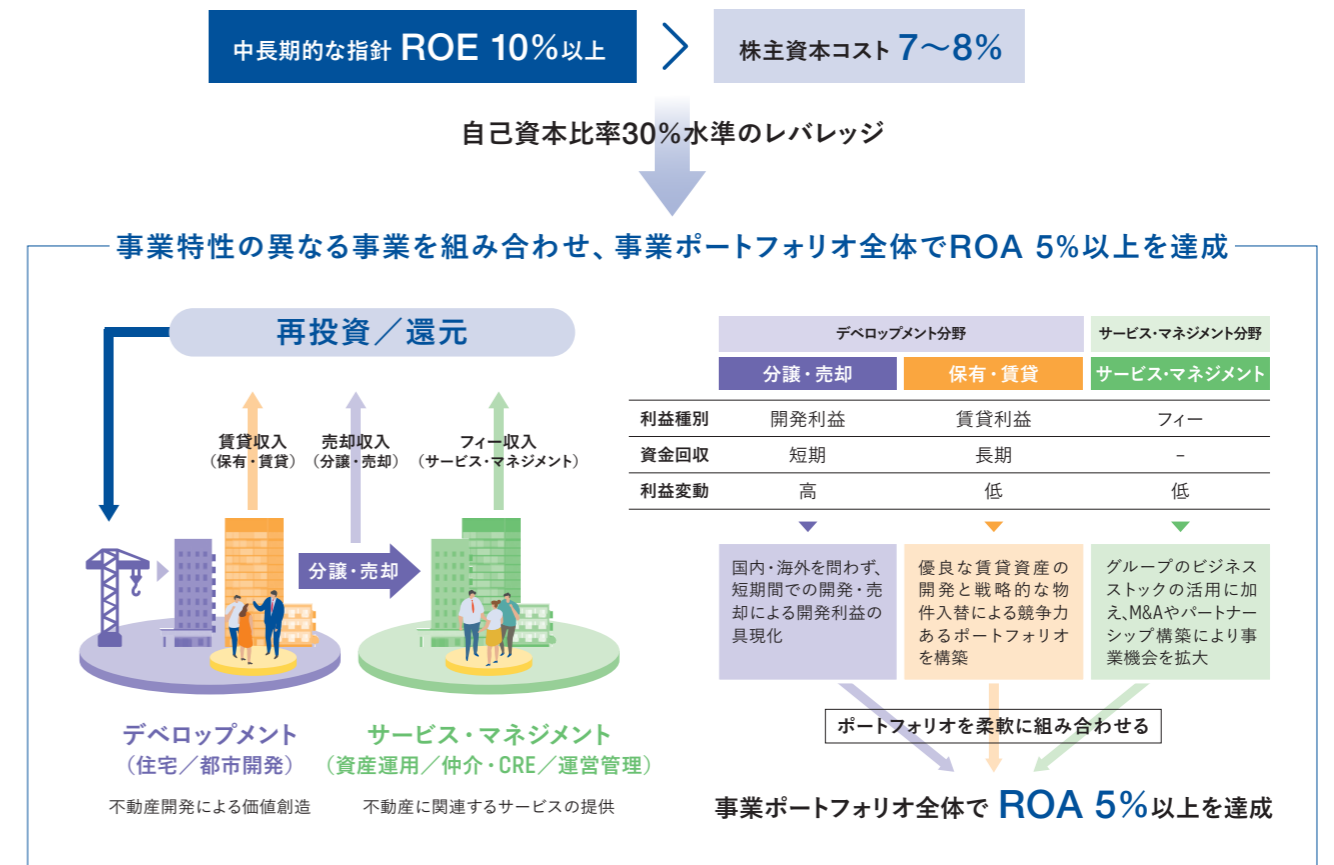 中長期的な指針 ROE 10%以上
株主資本コスト 7〜8%
自己資本比率30%水準のレバレッジ
事業特性の異なる事業を組み合わせ、事業ポートフォリオ全体でROA 5%以上を達成
再投資／還元
賃貸収入
（保有・賃貸）
売却収入
（分譲・売却）
フィー収入
（サービス・マネジメント）
分譲・売却
デベロップメント
（住宅／都市開発）
不動産開発による価値創造
サービス・マネジメント
（資産運用／仲介・CRE／運営管理）
不動産に関連するサービスの提供
デベロップメント分野 サービス・マネジメント分野
分譲・売却 保有・賃貸 サービス・マネジメント
利益種別 開発利益 賃貸利益 フィー
資金回収 短期 長期 －
利益変動 高 低 低
国内・海外を問わず、
短期間での開発・売
却による開発利益の
具現化
優良な賃貸資産の
開発と戦略的な物
件入替による競争力
あるポートフォリオ
を構築
グループのビジネス
ストックの活用に加
え、M&Aやパートナー
シップ構築により事
業機会を拡大
ポートフォリオを柔軟に組み合わせる
事業ポートフォリオ全体で ROA 5%以上を達成